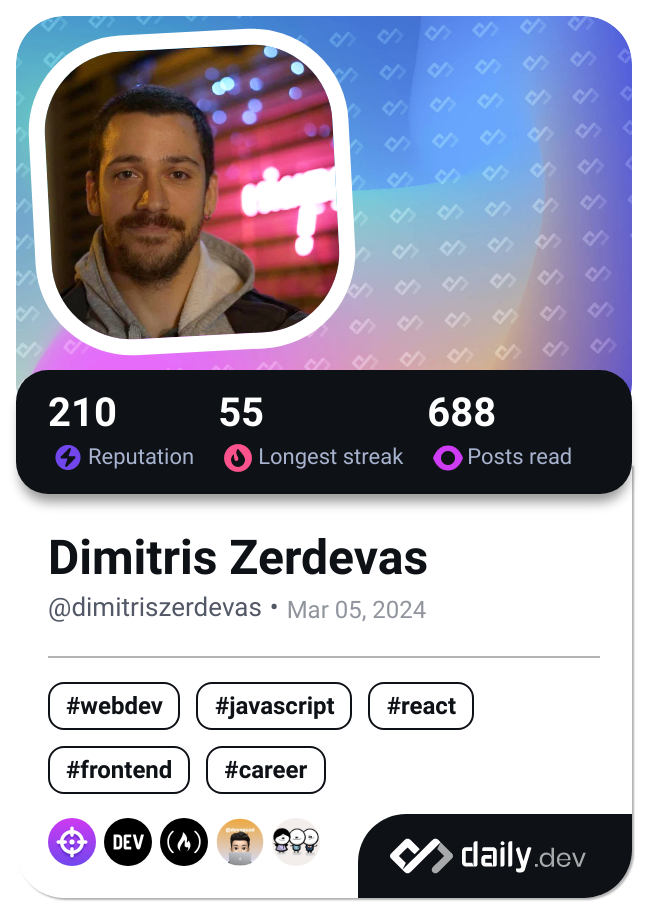 210 55 688
Reputation Longest streak Posts read
Dimitris Zerdevas
@dimitriszerdevas • Mar 05, 2024
#webdev #javascript #react
#frontend #career
DEV
daily.dev